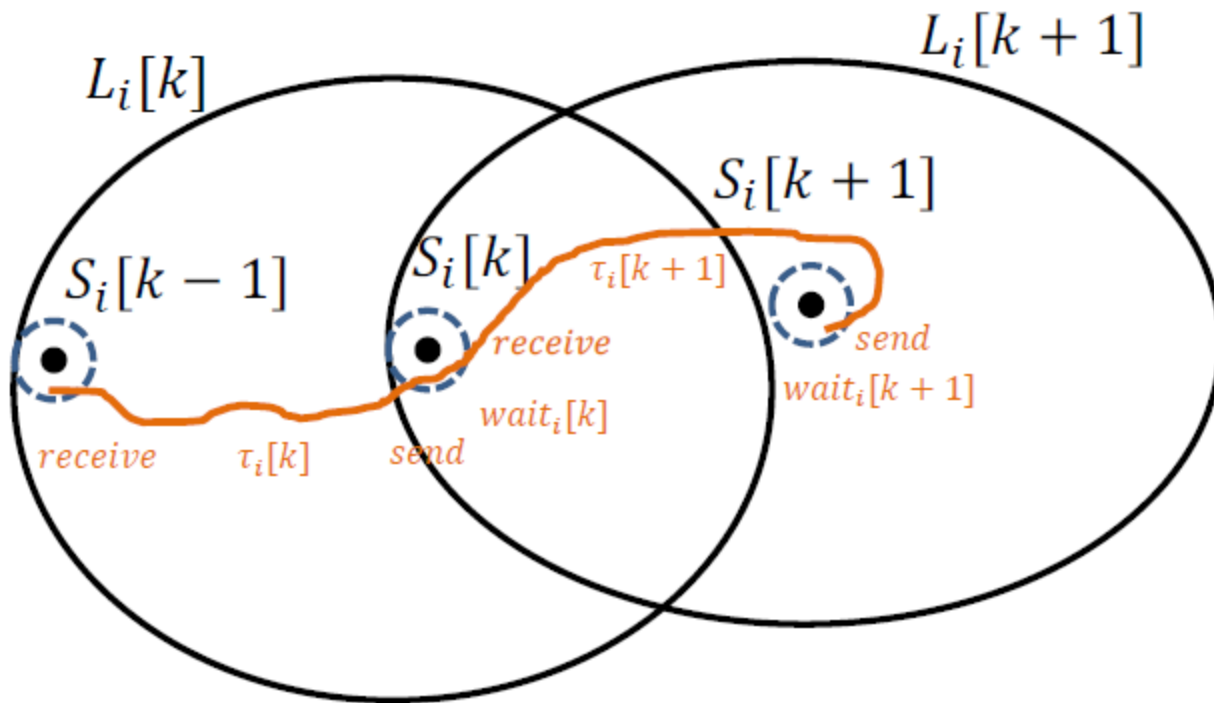 L_i[k + 1]
L_i[k]
S_i[k + 1]
S_i[k − 1]
S_i[k]
τ_i[k + 1]
receive
send
wait_i[k + 1]
wait_i[k]
receive
τ_i[k]
send